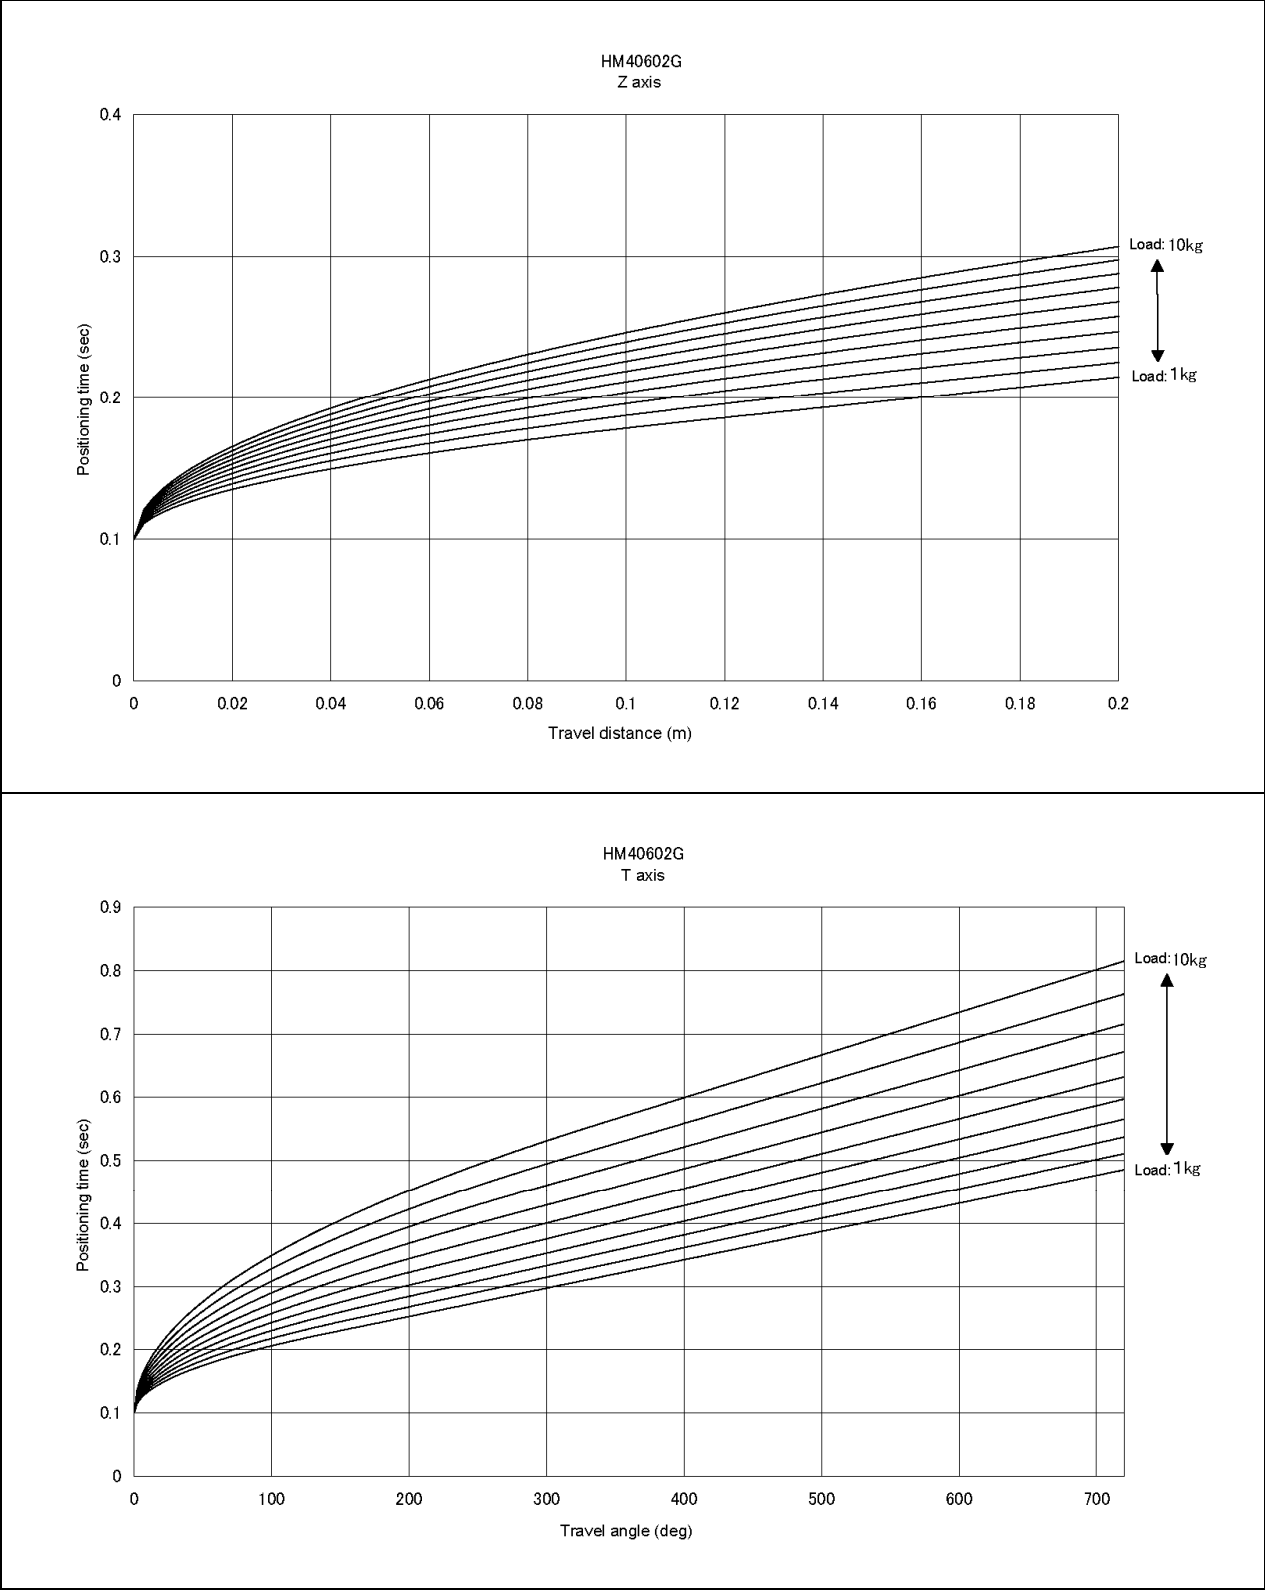 HM40602G
Z axis
0.4
0.3
0.2
0.1
0
Positioning time (sec)
Load: 10kg
Load: 1kg
0 0.02 0.04 0.06 0.08 0.1 0.12 0.14 0.16 0.18 0.2
Travel distance (m)
HM40602G
T axis
0.9
0.8
0.7
0.6
0.5
0.4
0.3
0.2
0.1
0
Positioning time (sec)
Load: 10kg
Load: 1kg
0 100 200 300 400 500 600 700
Travel angle (deg)